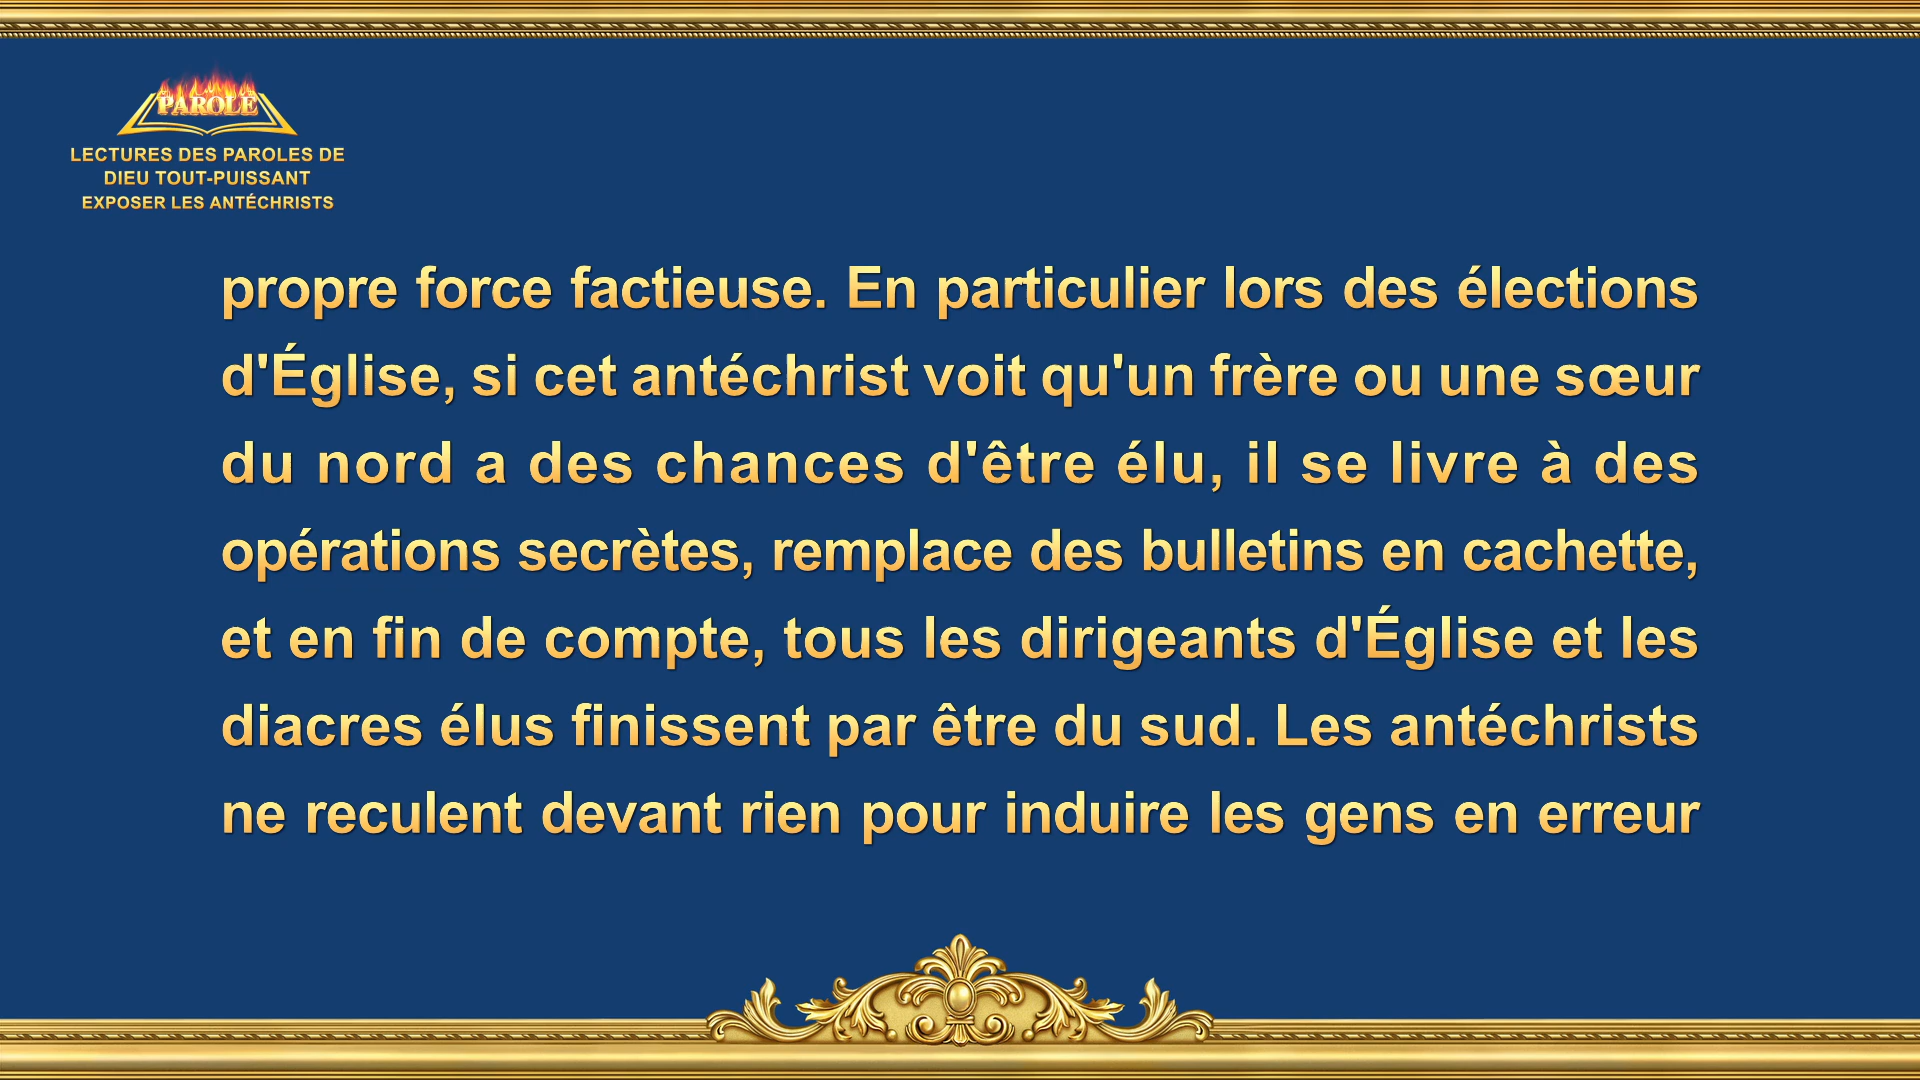 PAROLE
LECTURES DES PAROLES DE
DIEU TOUT-PUISSANT
EXPOSER LES ANTÉCHRISTS
propre force factieuse. En particulier lors des élections
d'Église, si cet antéchrist voit qu'un frère ou une sœur
du nord a des chances d'être élu, il se livre à des
opérations secrètes, remplace des bulletins en cachette,
et en fin de compte, tous les dirigeants d'Église et les
diacres élus finissent par être du sud. Les antéchrists
ne reculent devant rien pour induire les gens en erreur